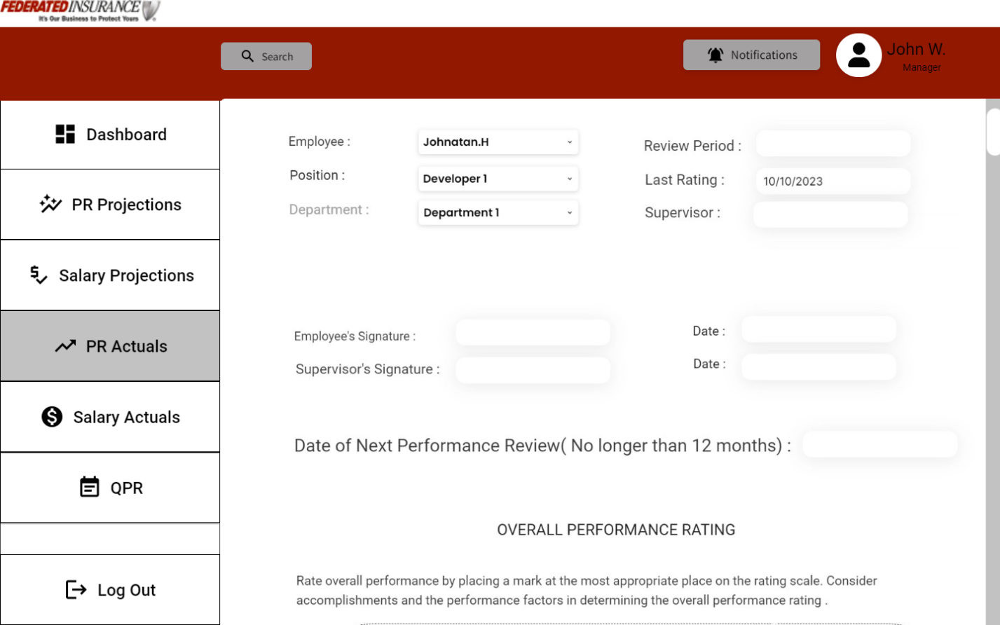 FEDERATED INSURANCE
It's Our Business to Protect Yours
Search
Notifications
John W.
Manager
Dashboard
PR Projections
Salary Projections
PR Actuals
Salary Actuals
QPR
Log Out
Employee : Johnatan.H
Position : Developer 1
Department : Department 1
Review Period :
Last Rating : 10/10/2023
Supervisor :
Employee's Signature :
Date :
Supervisor's Signature :
Date :
Date of Next Performance Review( No longer than 12 months) :
OVERALL PERFORMANCE RATING
Rate overall performance by placing a mark at the most appropriate place on the rating scale. Consider
accomplishments and the performance factors in determining the overall performance rating .